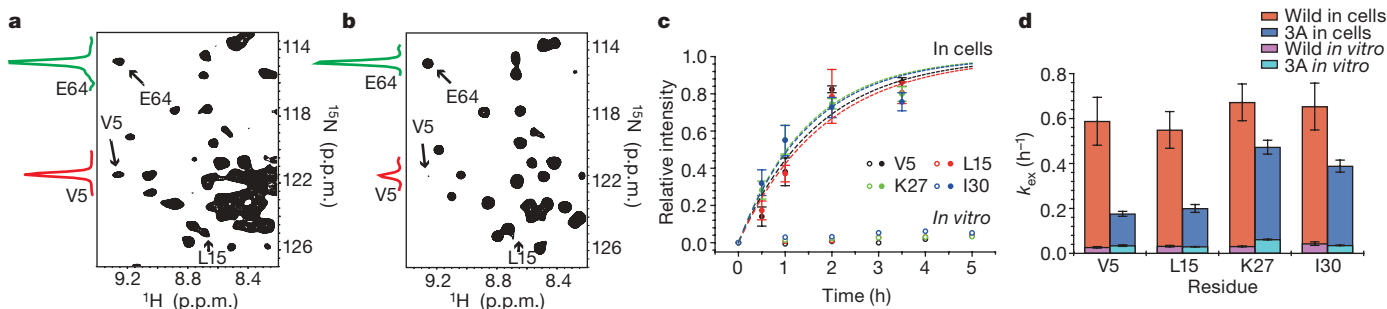 a
E64
V5
E64
V5
L15
114
118
122
126
¹⁵N (p.p.m.)
9.2 8.8 8.4
¹H (p.p.m.)
b
E64
V5
E64
V5
L15
114
118
122
126
¹⁵N (p.p.m.)
9.2 8.8 8.4
¹H (p.p.m.)
c
Relative intensity
1.0
0.8
0.6
0.4
0.2
0.0
In cells
V5 L15
K27 I30
In vitro
0 1 2 3 4 5
Time (h)
d
Wild in cells
3A in cells
Wild in vitro
3A in vitro
kex (h⁻¹)
0.8
0.6
0.4
0.2
0.0
V5 L15 K27 I30
Residue